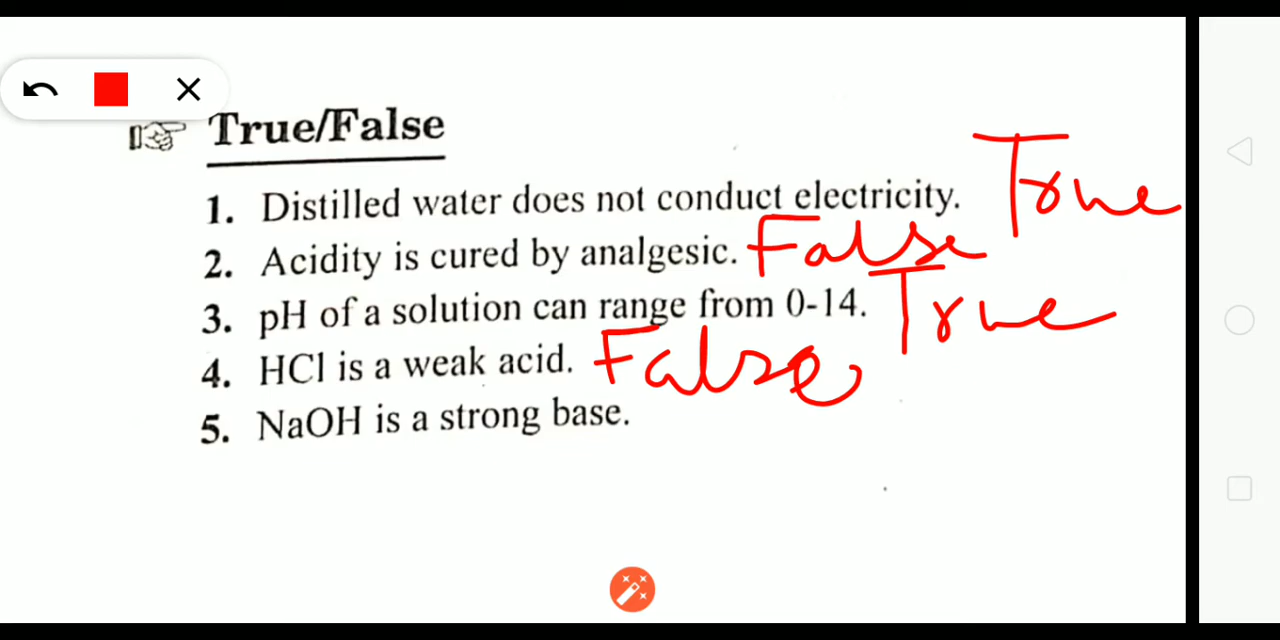 True/False
1. Distilled water does not conduct electricity. True
2. Acidity is cured by analgesic. False
3. pH of a solution can range from 0-14. True
4. HCl is a weak acid. False
5. NaOH is a strong base.